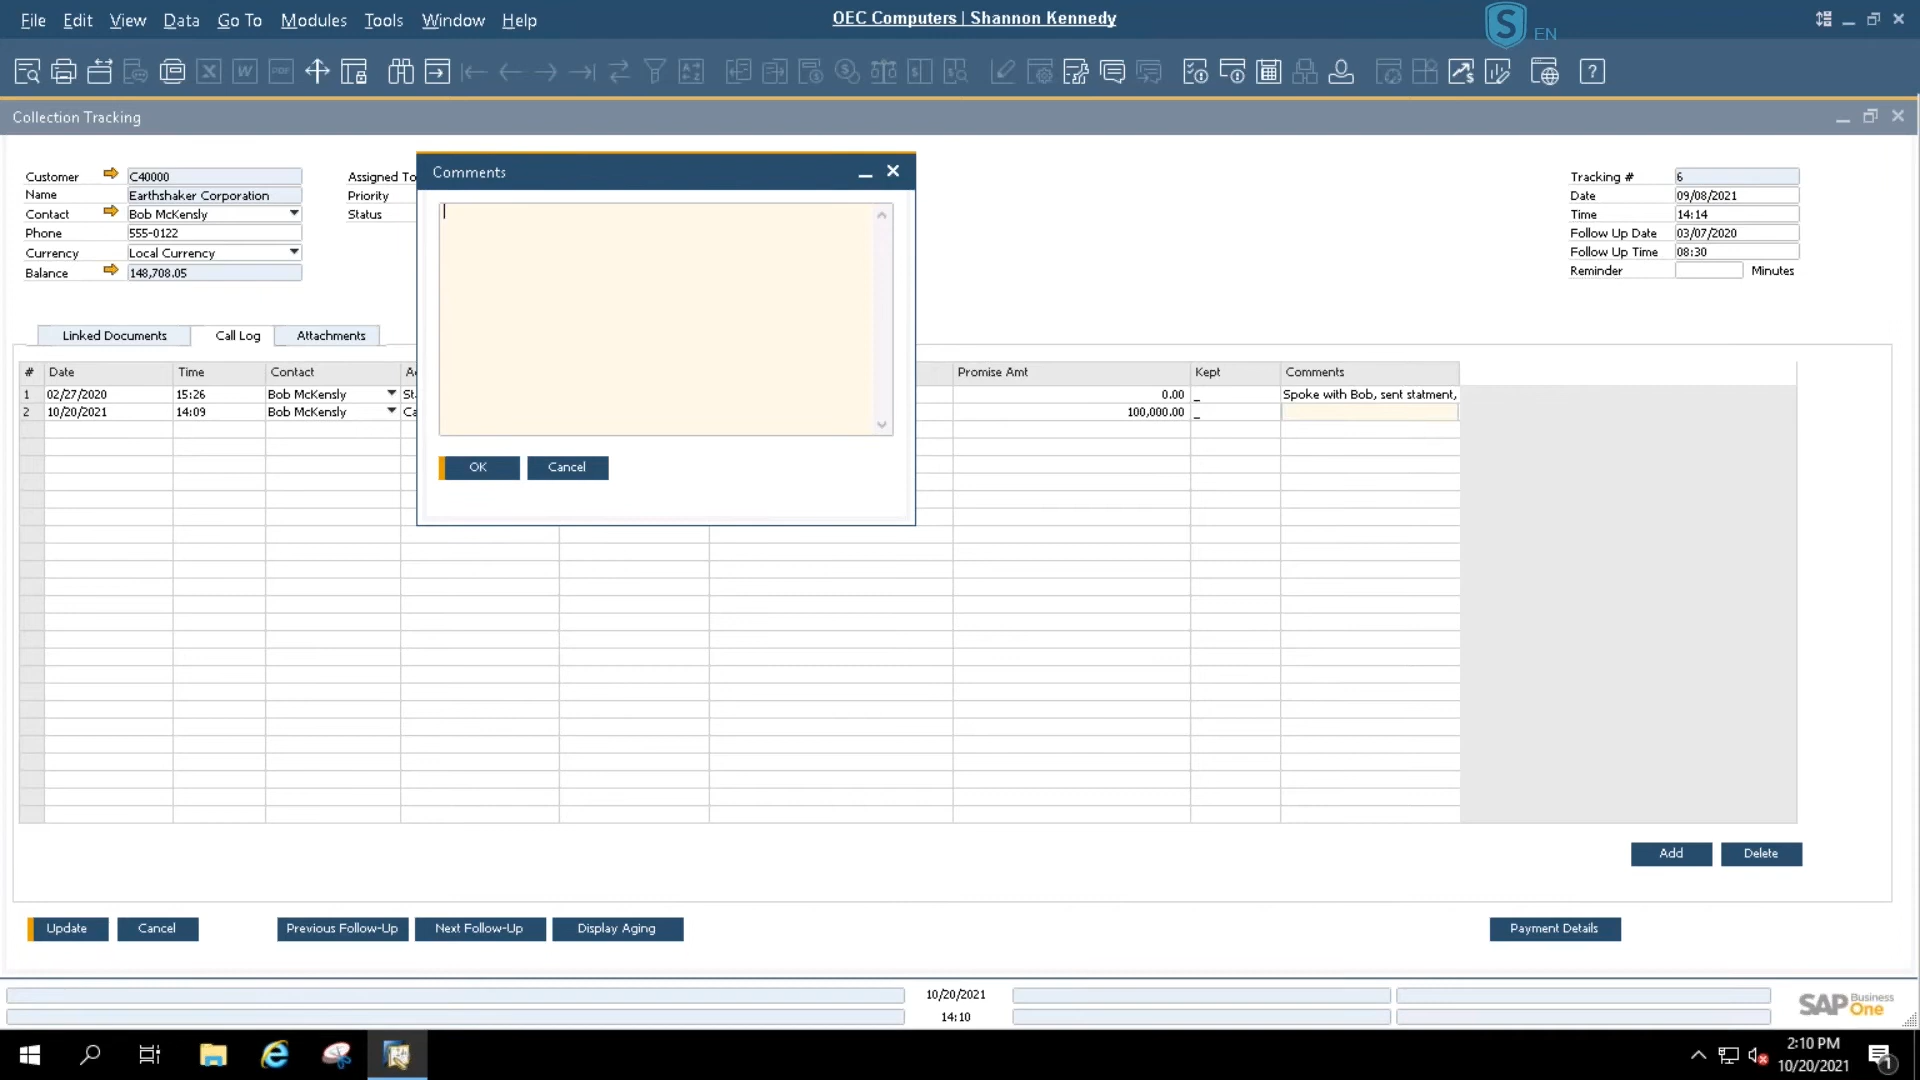 File Edit View Data Go To Modules Tools Window Help
OEC Computers | Shannon Kennedy
EN
Collection Tracking
Customer C40000
Name Earthshaker Corporation
Contact Bob McKensly
Phone 555-0122
Currency Local Currency
Balance 148,708.05
Assigned To
Priority
Status
Comments
OK Cancel
Tracking # 6
Date 09/08/2021
Time 14:14
Follow Up Date 03/07/2020
Follow Up Time 08:30
Reminder Minutes
Linked Documents Call Log Attachments
# Date Time Contact Promise Amt Kept Comments
1 02/27/2020 15:26 Bob McKensly 0.00 _ Spoke with Bob, sent statment,
2 10/20/2021 14:09 Bob McKensly Ca 100,000.00 _
Add Delete
Update Cancel Previous Follow-Up Next Follow-Up Display Aging Payment Details
10/20/2021
14:10
SAP Business One
2:10 PM
10/20/2021
1